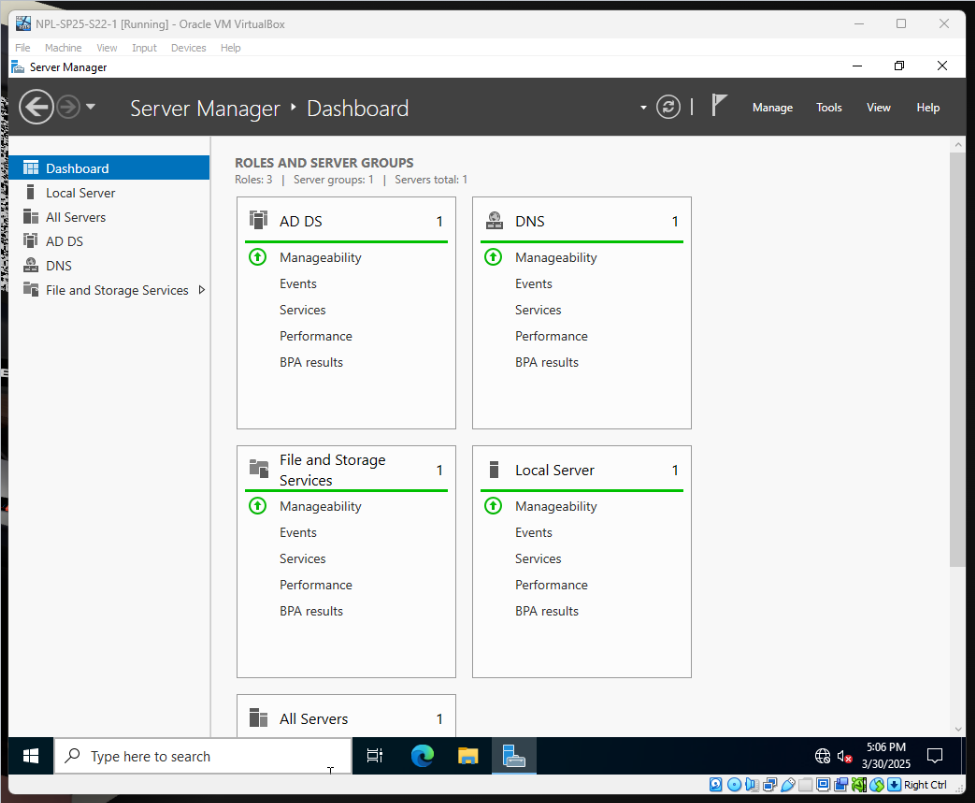 NPL-SP25-S22-1 [Running] - Oracle VM VirtualBox
File Machine View Input Devices Help
Server Manager
Server Manager ‣ Dashboard
Manage Tools View Help
Dashboard
Local Server
All Servers
AD DS
DNS
File and Storage Services
ROLES AND SERVER GROUPS
Roles: 3 | Server groups: 1 | Servers total: 1
AD DS 1
Manageability
Events
Services
Performance
BPA results
DNS 1
Manageability
Events
Services
Performance
BPA results
File and Storage
Services 1
Manageability
Events
Services
Performance
BPA results
Local Server 1
Manageability
Events
Services
Performance
BPA results
All Servers 1
Type here to search
5:06 PM
3/30/2025
Right Ctrl